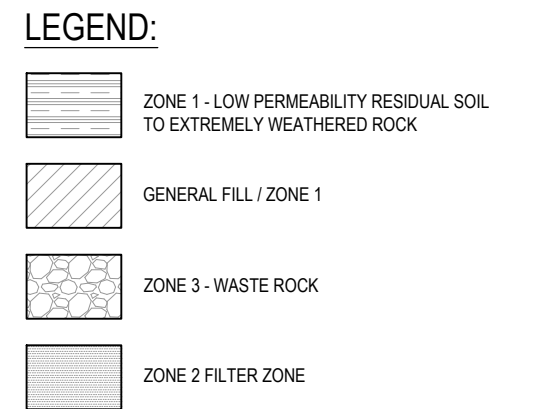 LEGEND:
ZONE 1 - LOW PERMEABILITY RESIDUAL SOIL
TO EXTREMELY WEATHERED ROCK
GENERAL FILL / ZONE 1
ZONE 3 - WASTE ROCK
ZONE 2 FILTER ZONE